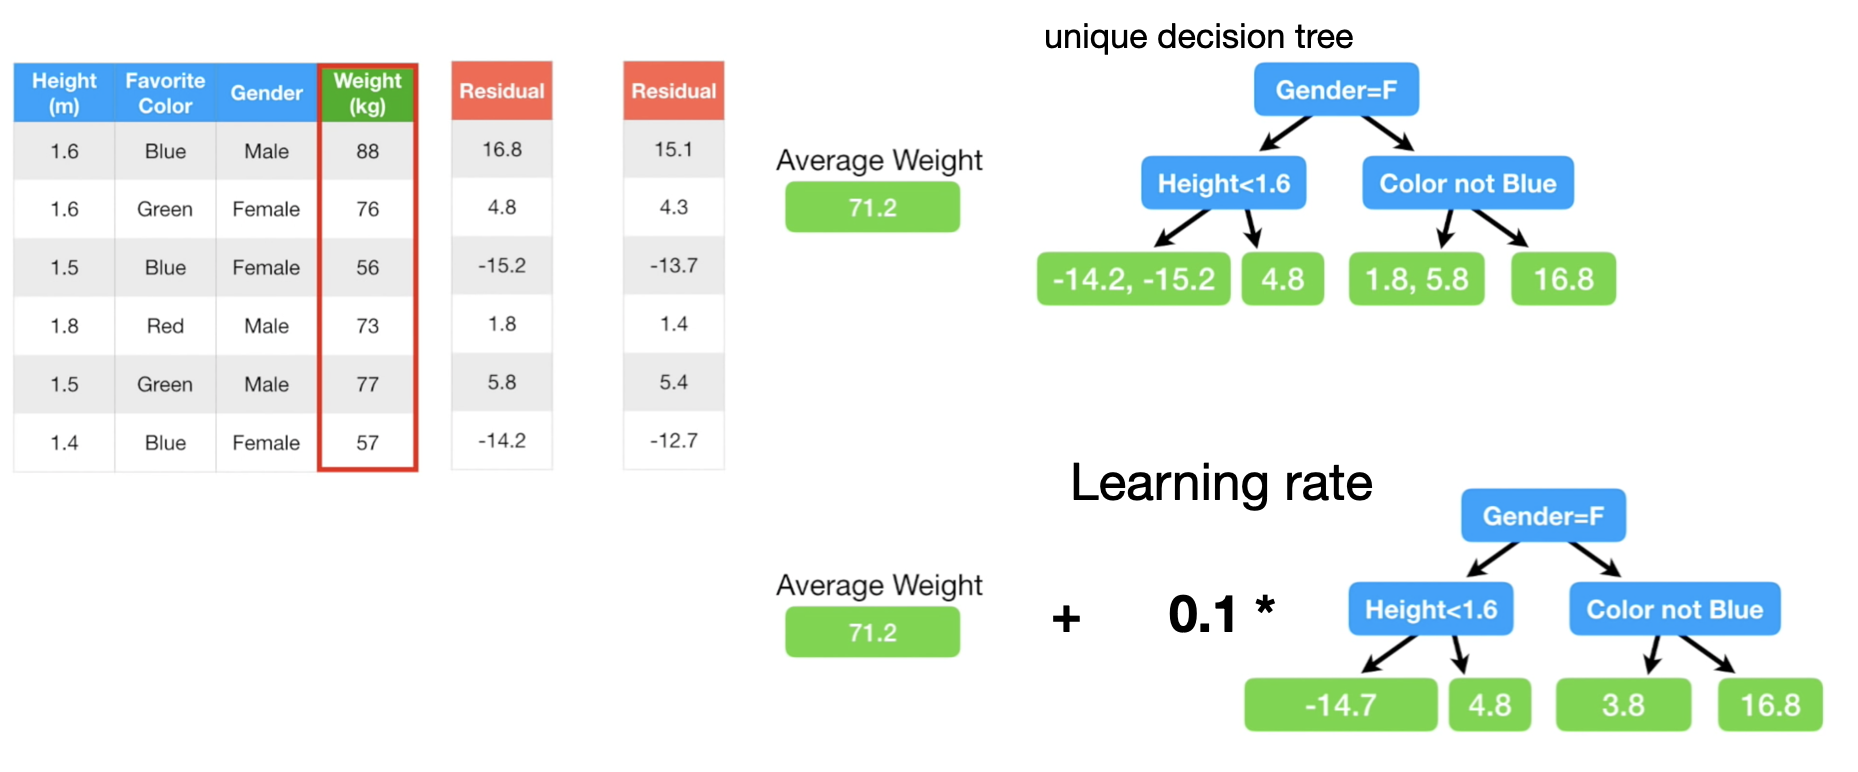 unique decision tree
Height (m) Favorite Color Gender Weight (kg) Residual Residual
1.6 Blue Male 88 16.8 15.1
1.6 Green Female 76 4.8 4.3
1.5 Blue Female 56 -15.2 -13.7
1.8 Red Male 73 1.8 1.4
1.5 Green Male 77 5.8 5.4
1.4 Blue Female 57 -14.2 -12.7
Average Weight
71.2
Gender=F
Height<1.6 Color not Blue
-14.2, -15.2 4.8 1.8, 5.8 16.8
Learning rate
Average Weight
71.2
+ 0.1 *
Gender=F
Height<1.6 Color not Blue
-14.7 4.8 3.8 16.8